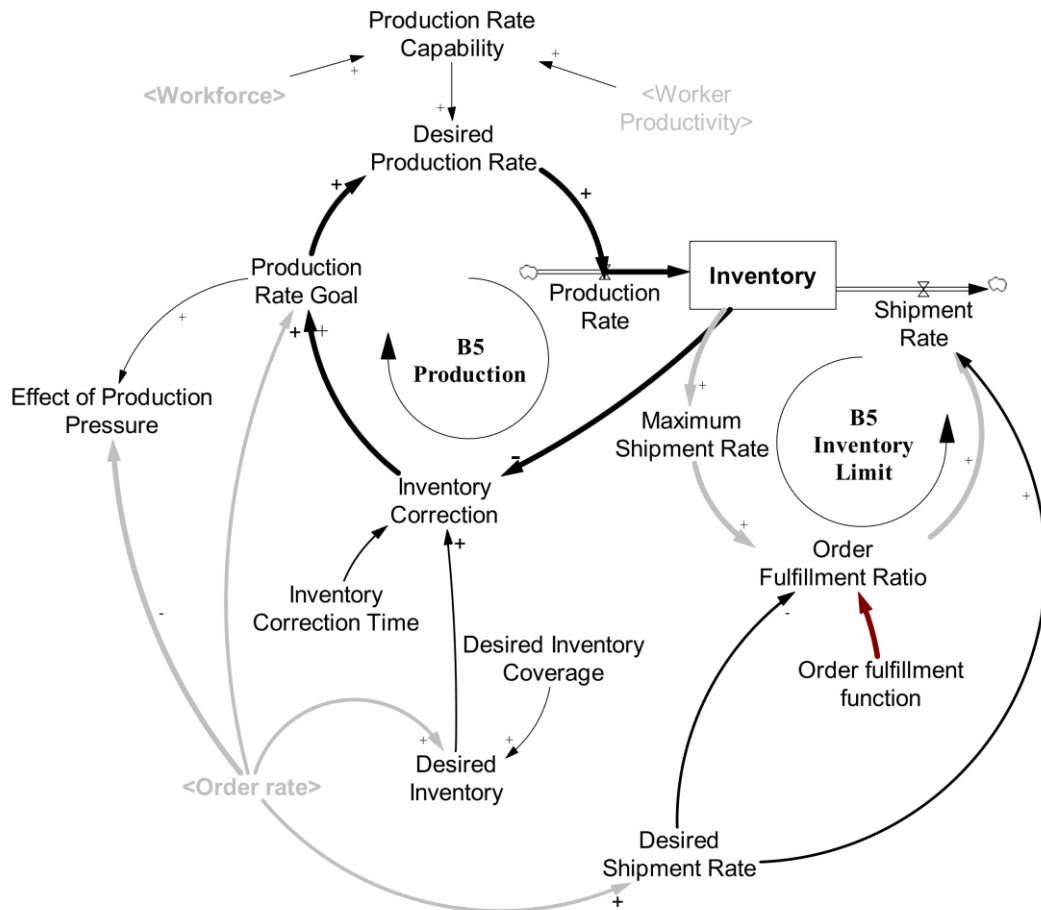 Production Rate
Capability
<Workforce>
<Worker
Productivity>
+
+
+
Desired
Production Rate
+
+
Production
Rate Goal
Production
Rate
Inventory
Shipment
Rate
+
+
+
B5
Production
Effect of Production
Pressure
+
Maximum
Shipment Rate
B5
Inventory
Limit
+
-
Inventory
Correction
+
+
+
Order
Fulfillment Ratio
Inventory
Correction Time
-
-
Desired Inventory
Coverage
Order fulfillment
function
+
+
<Order rate>
Desired
Inventory
Desired
Shipment Rate
+